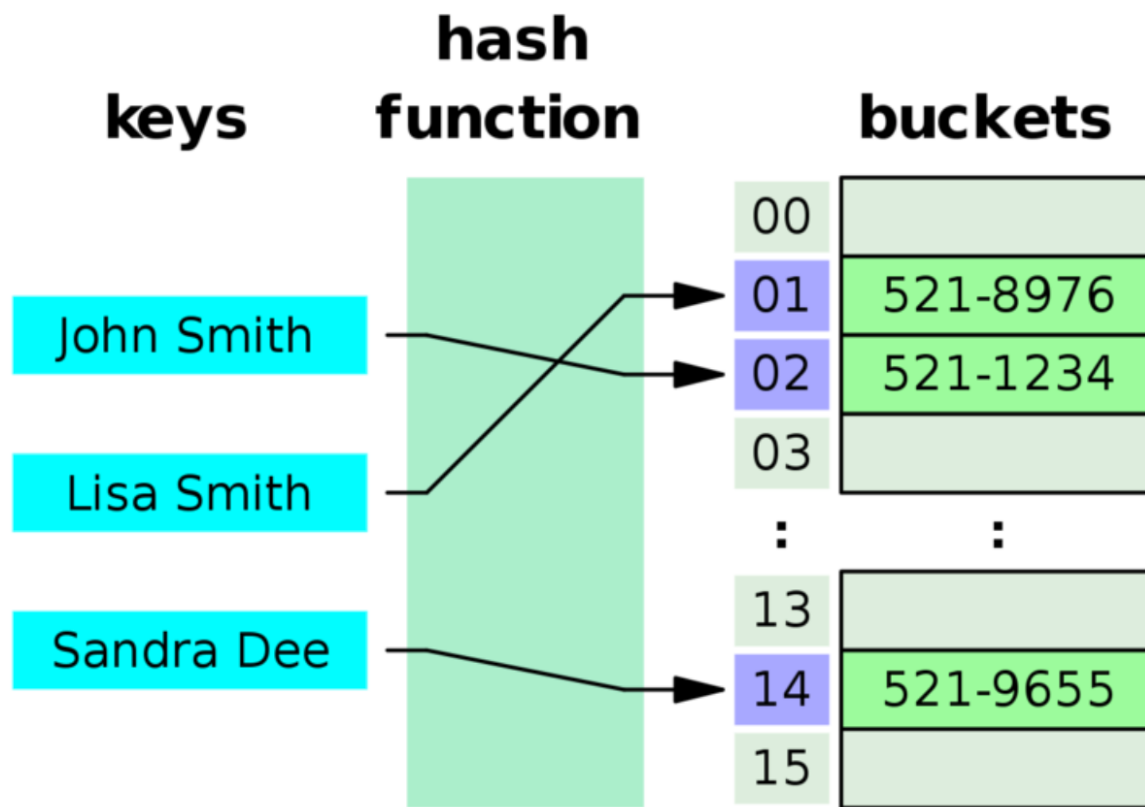 hash
keys function buckets
00
01 521-8976
John Smith
02 521-1234
03
Lisa Smith
: :
13
Sandra Dee
14 521-9655
15